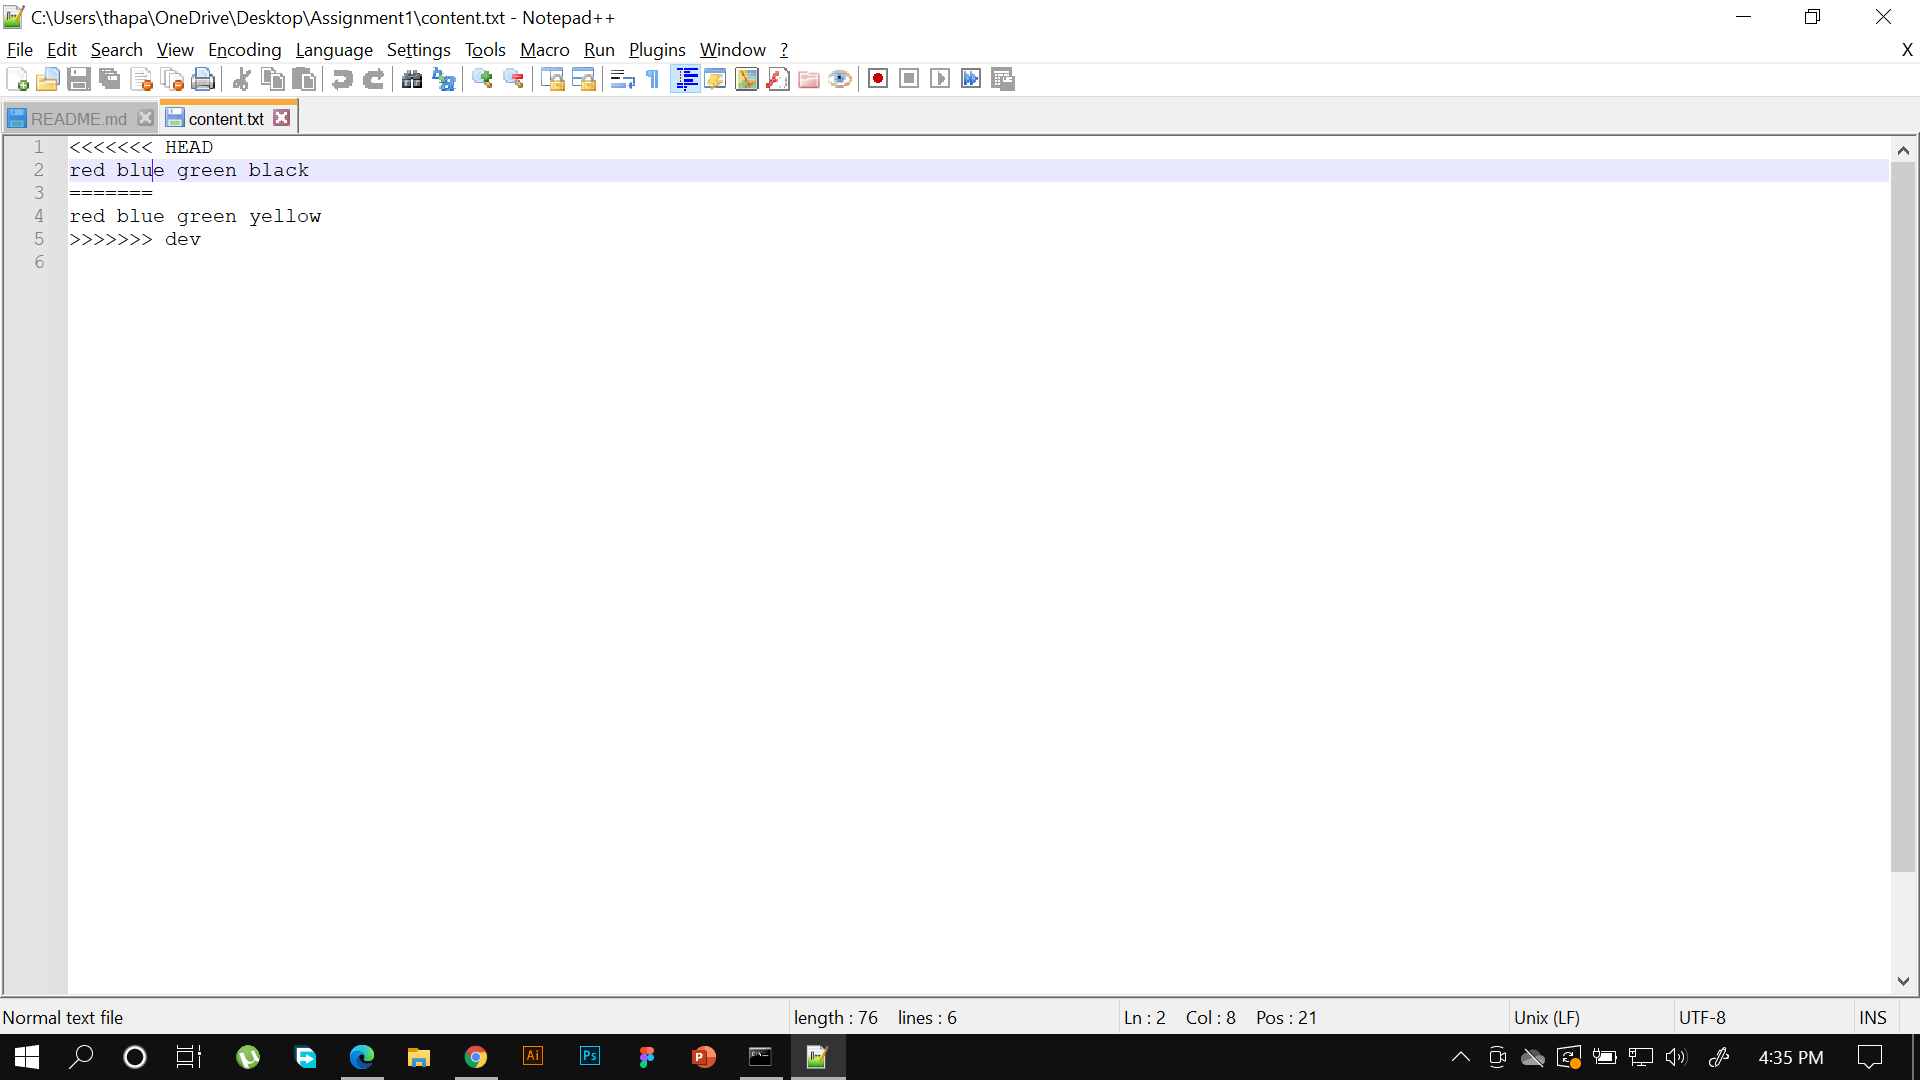 C:\Users\thapa\OneDrive\Desktop\Assignment1\content.txt - Notepad++
File Edit Search View Encoding Language Settings Tools Macro Run Plugins Window ? X
README.md content.txt
1 <<<<<<< HEAD
2 red blue green black
3 =======
4 red blue green yellow
5 >>>>>>> dev
6
Normal text file length : 76 lines : 6 Ln : 2 Col : 8 Pos : 21 Unix (LF) UTF-8 INS
Ai Ps P 4:35 PM